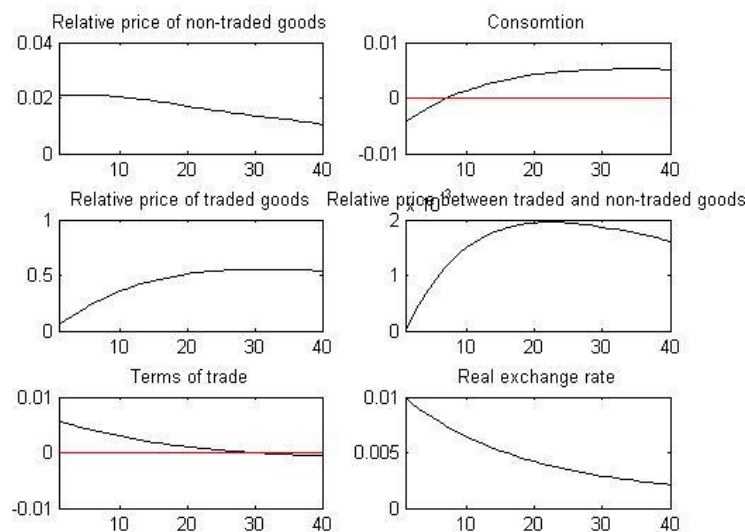 Relative price of non-traded goods
0.04
0.02
0
10 20 30 40
Consomtion
0.01
0
-0.01
10 20 30 40
Relative price of traded goods
1
0.5
0
10 20 30 40
Relative price between traded and non-traded goods
x 10^-3
2
1
0
10 20 30 40
Terms of trade
0.01
0
-0.01
10 20 30 40
Real exchange rate
0.01
0.005
0
10 20 30 40